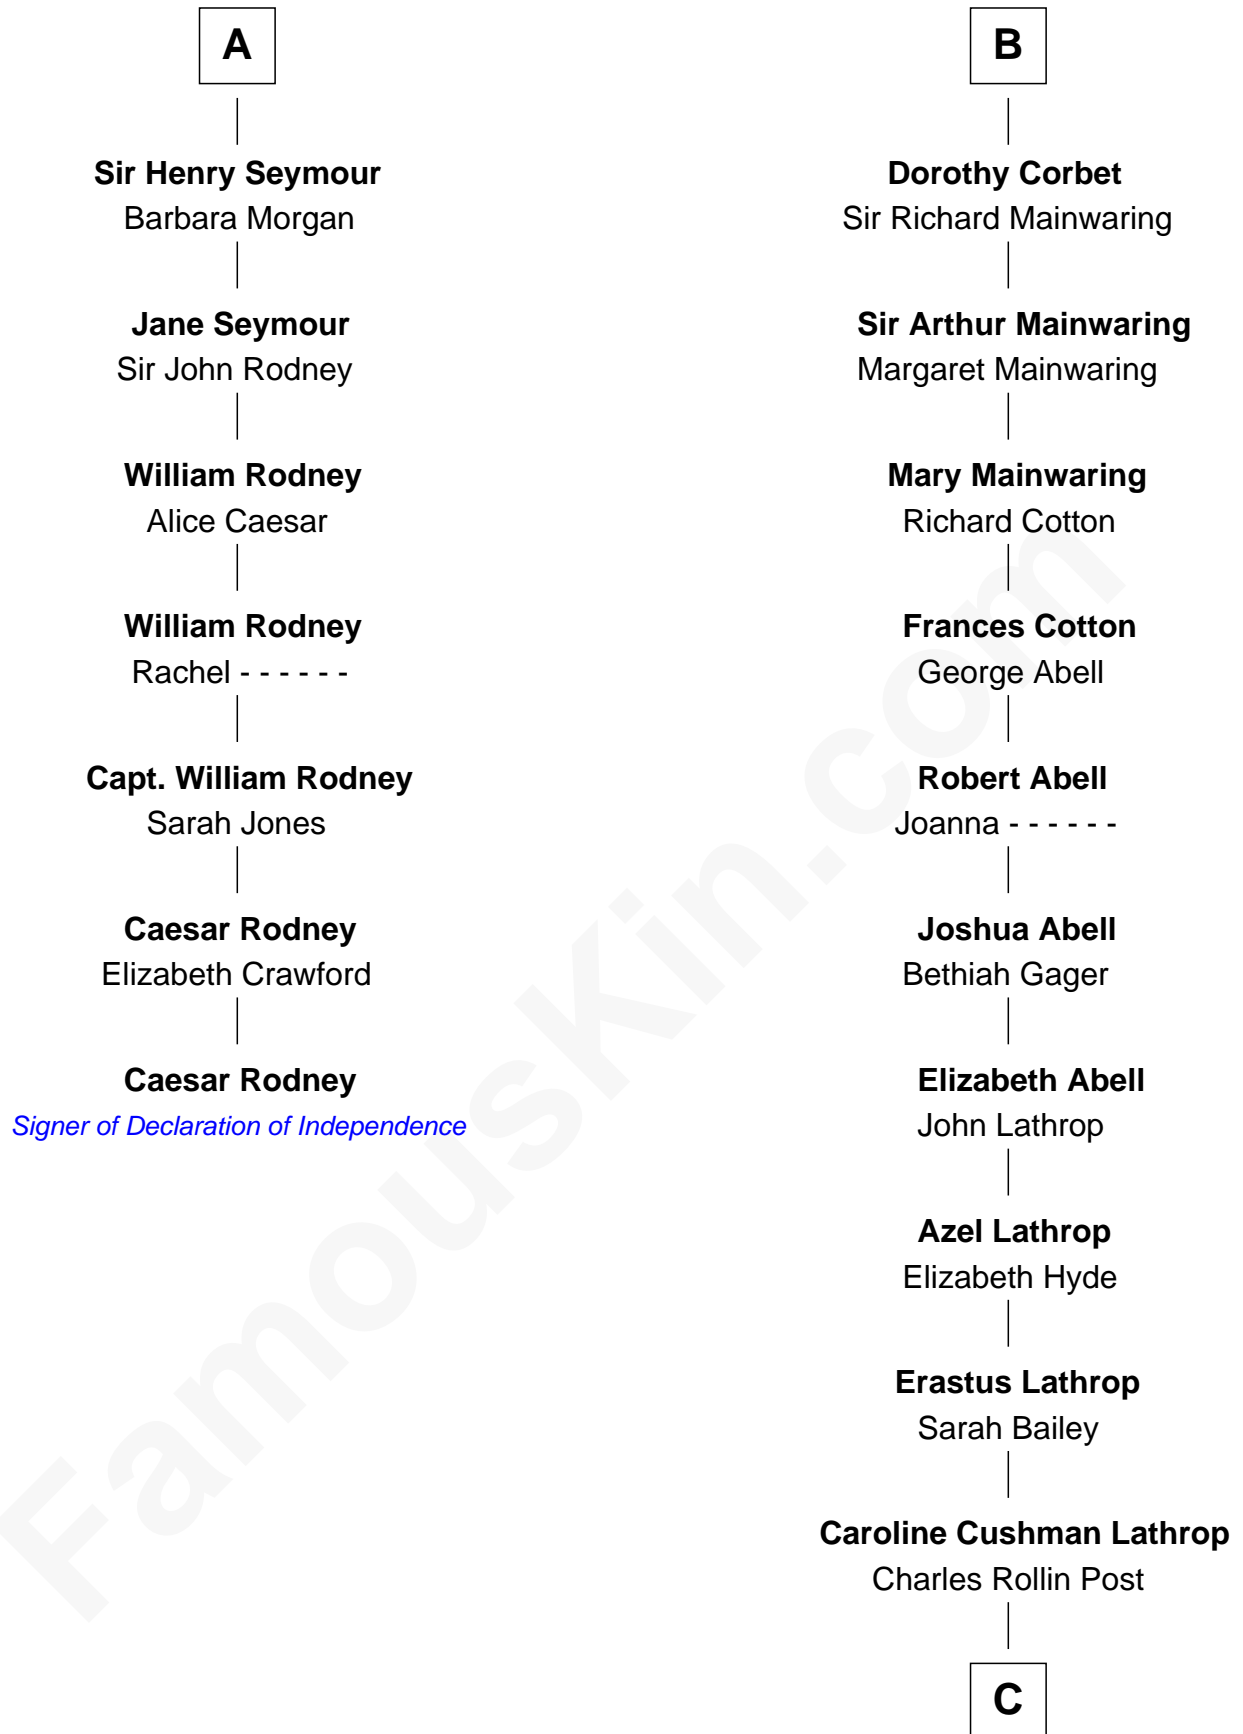 A
Sir Henry Seymour
Barbara Morgan
Jane Seymour
Sir John Rodney
William Rodney
Alice Caesar
William Rodney
Rachel - - - - - -
Capt. William Rodney
Sarah Jones
Caesar Rodney
Elizabeth Crawford
Caesar Rodney
Signer of Declaration of Independence
B
Dorothy Corbet
Sir Richard Mainwaring
Sir Arthur Mainwaring
Margaret Mainwaring
Mary Mainwaring
Richard Cotton
Frances Cotton
George Abell
Robert Abell
Joanna - - - - - -
Joshua Abell
Bethiah Gager
Elizabeth Abell
John Lathrop
Azel Lathrop
Elizabeth Hyde
Erastus Lathrop
Sarah Bailey
Caroline Cushman Lathrop
Charles Rollin Post
C
FamousKin.com